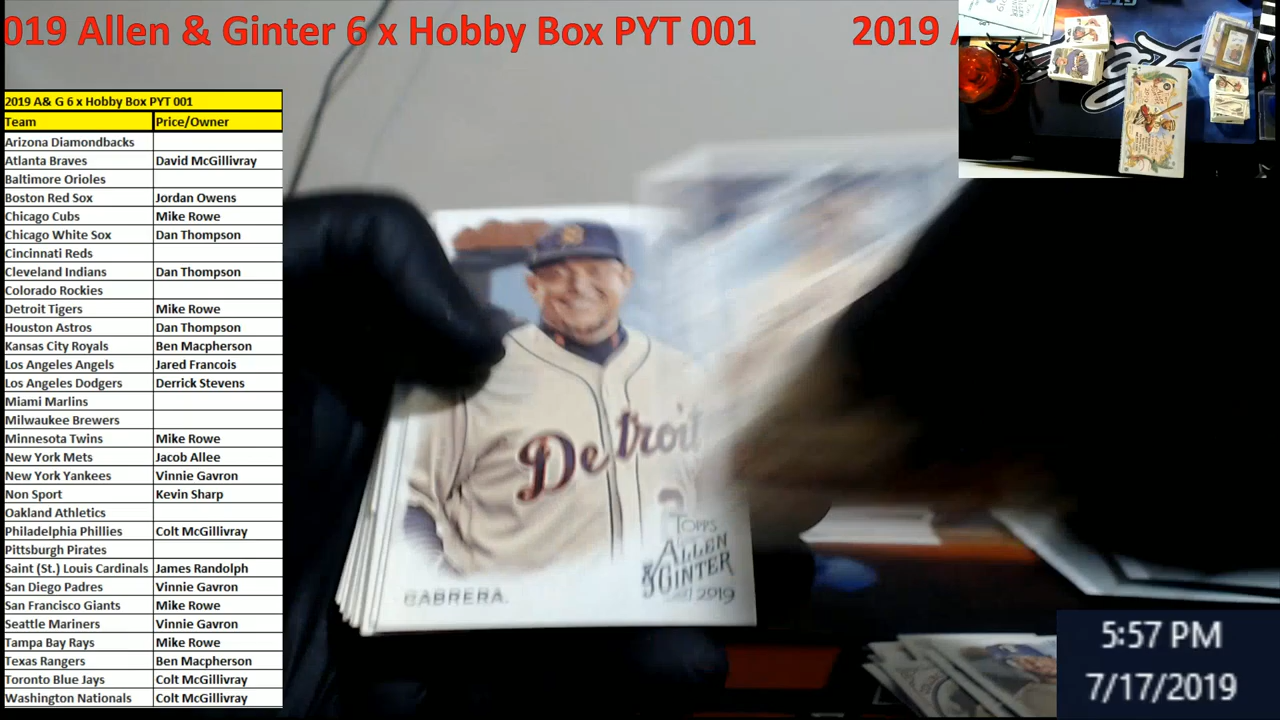 019 Allen & Ginter 6 x Hobby Box PYT 001 2019
2019 A& G 6 x Hobby Box PYT 001
Team Price/Owner
Arizona Diamondbacks
Atlanta Braves David McGillivray
Baltimore Orioles
Boston Red Sox Jordan Owens
Chicago Cubs Mike Rowe
Chicago White Sox Dan Thompson
Cincinnati Reds
Cleveland Indians Dan Thompson
Colorado Rockies
Detroit Tigers Mike Rowe
Houston Astros Dan Thompson
Kansas City Royals Ben Macpherson
Los Angeles Angels Jared Francois
Los Angeles Dodgers Derrick Stevens
Miami Marlins
Milwaukee Brewers
Minnesota Twins Mike Rowe
New York Mets Jacob Allee
New York Yankees Vinnie Gavron
Non Sport Kevin Sharp
Oakland Athletics
Philadelphia Phillies Colt McGillivray
Pittsburgh Pirates
Saint (St.) Louis Cardinals James Randolph
San Diego Padres Vinnie Gavron
San Francisco Giants Mike Rowe
Seattle Mariners Vinnie Gavron
Tampa Bay Rays Mike Rowe
Texas Rangers Ben Macpherson
Toronto Blue Jays Colt McGillivray
Washington Nationals Colt McGillivray
Detroit
CABRERA.
TOPPS
ALLEN
& GINTER
2019
5:57 PM
7/17/2019